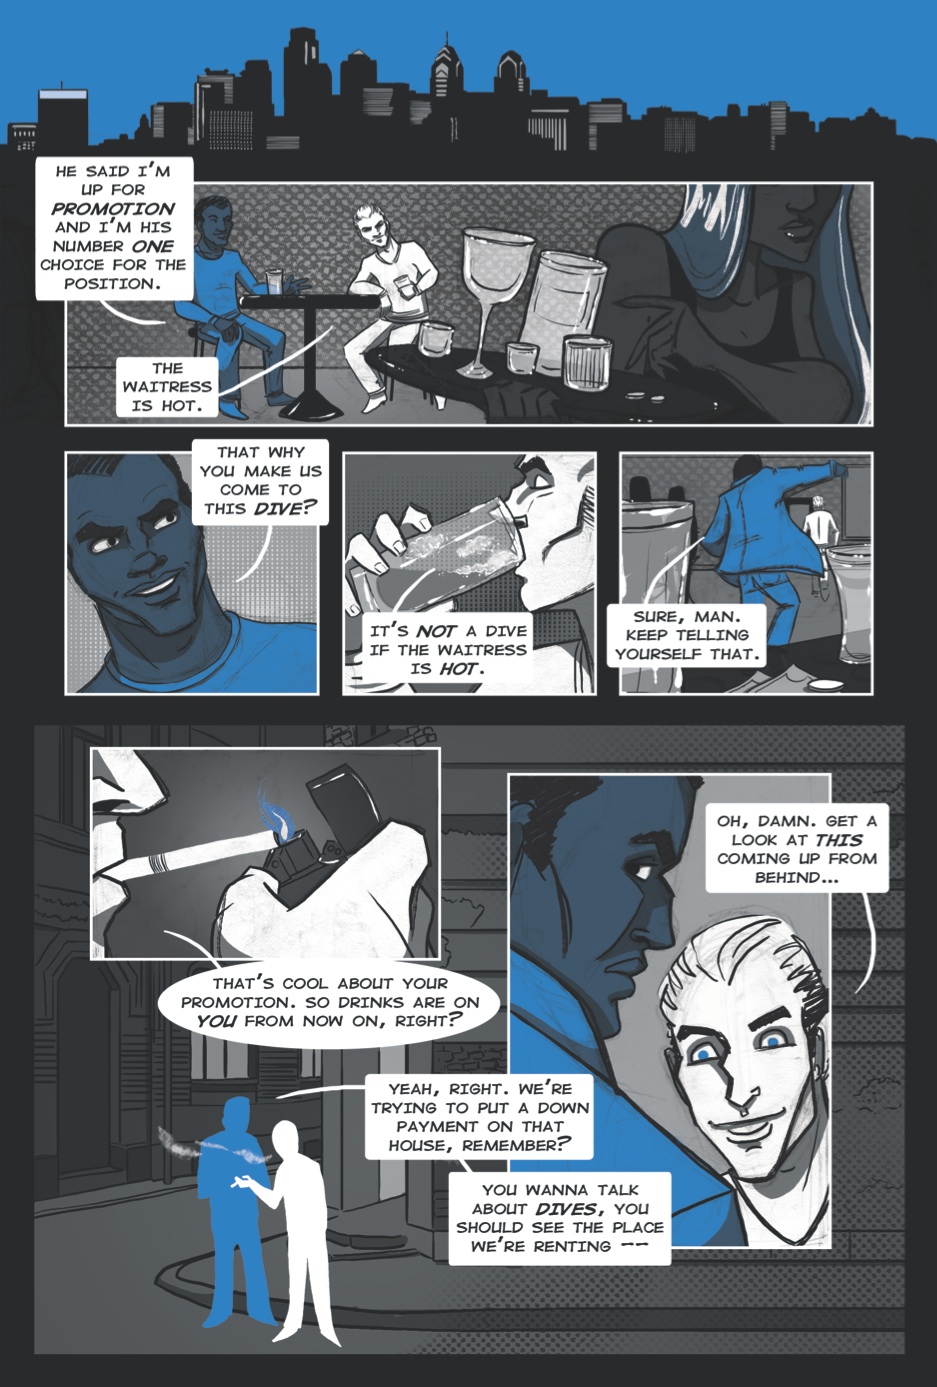 HE SAID I'M
UP FOR
PROMOTION
AND I'M HIS
NUMBER ONE
CHOICE FOR THE
POSITION.
THE
WAITRESS
IS HOT.
THAT WHY
YOU MAKE US
COME TO
THIS DIVE?
IT'S NOT A DIVE
IF THE WAITRESS
IS HOT.
SURE, MAN.
KEEP TELLING
YOURSELF THAT.
THAT'S COOL ABOUT YOUR
PROMOTION. SO DRINKS ARE ON
YOU FROM NOW ON, RIGHT?
YEAH, RIGHT. WE'RE
TRYING TO PUT A DOWN
PAYMENT ON THAT
HOUSE, REMEMBER?
YOU WANNA TALK
ABOUT DIVES, YOU
SHOULD SEE THE PLACE
WE'RE RENTING --
OH, DAMN. GET A
LOOK AT THIS
COMING UP FROM
BEHIND...